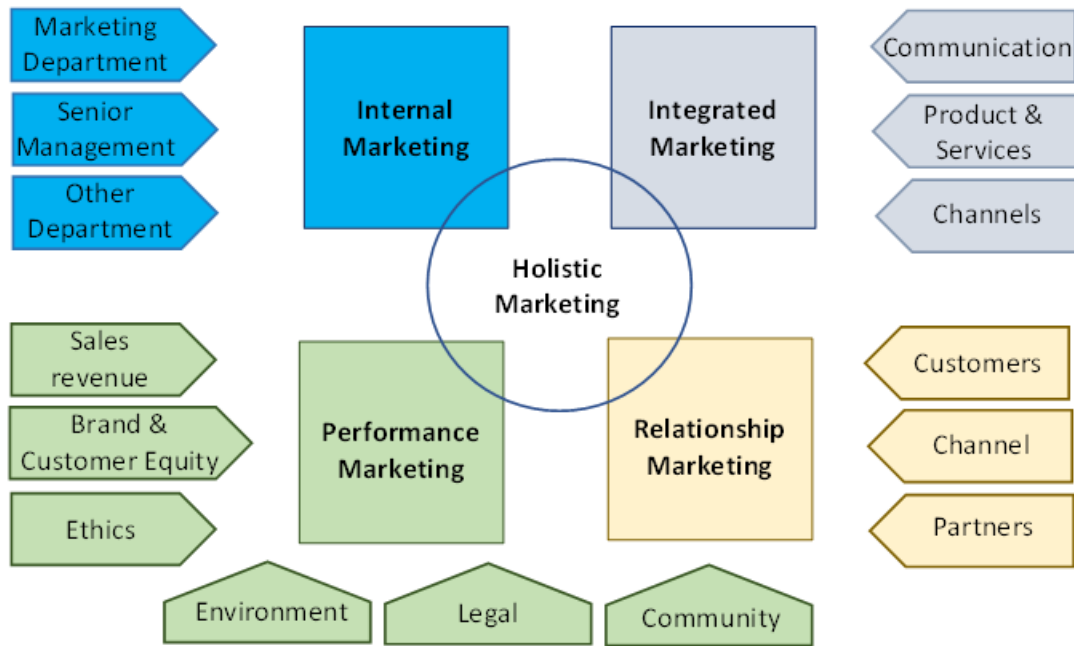 Marketing
Department
Senior
Management
Other
Department
Internal
Marketing
Integrated
Marketing
Communication
Product &
Services
Channels
Holistic
Marketing
Sales
revenue
Brand &
Customer Equity
Ethics
Performance
Marketing
Relationship
Marketing
Customers
Channel
Partners
Environment
Legal
Community